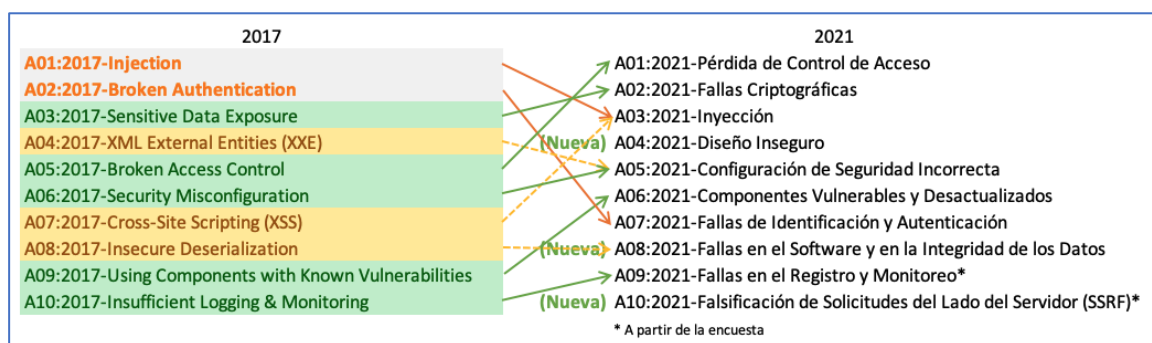 2017
A01:2017-Injection
A02:2017-Broken Authentication
A03:2017-Sensitive Data Exposure
A04:2017-XML External Entities (XXE)
A05:2017-Broken Access Control
A06:2017-Security Misconfiguration
A07:2017-Cross-Site Scripting (XSS)
A08:2017-Insecure Deserialization
A09:2017-Using Components with Known Vulnerabilities
A10:2017-Insufficient Logging & Monitoring
2021
A01:2021-Pérdida de Control de Acceso
A02:2021-Fallas Criptográficas
A03:2021-Inyección
(Nueva) A04:2021-Diseño Inseguro
A05:2021-Configuración de Seguridad Incorrecta
A06:2021-Componentes Vulnerables y Desactualizados
A07:2021-Fallas de Identificación y Autenticación
(Nueva) A08:2021-Fallas en el Software y en la Integridad de los Datos
A09:2021-Fallas en el Registro y Monitoreo*
(Nueva) A10:2021-Falsificación de Solicitudes del Lado del Servidor (SSRF)*
* A partir de la encuesta